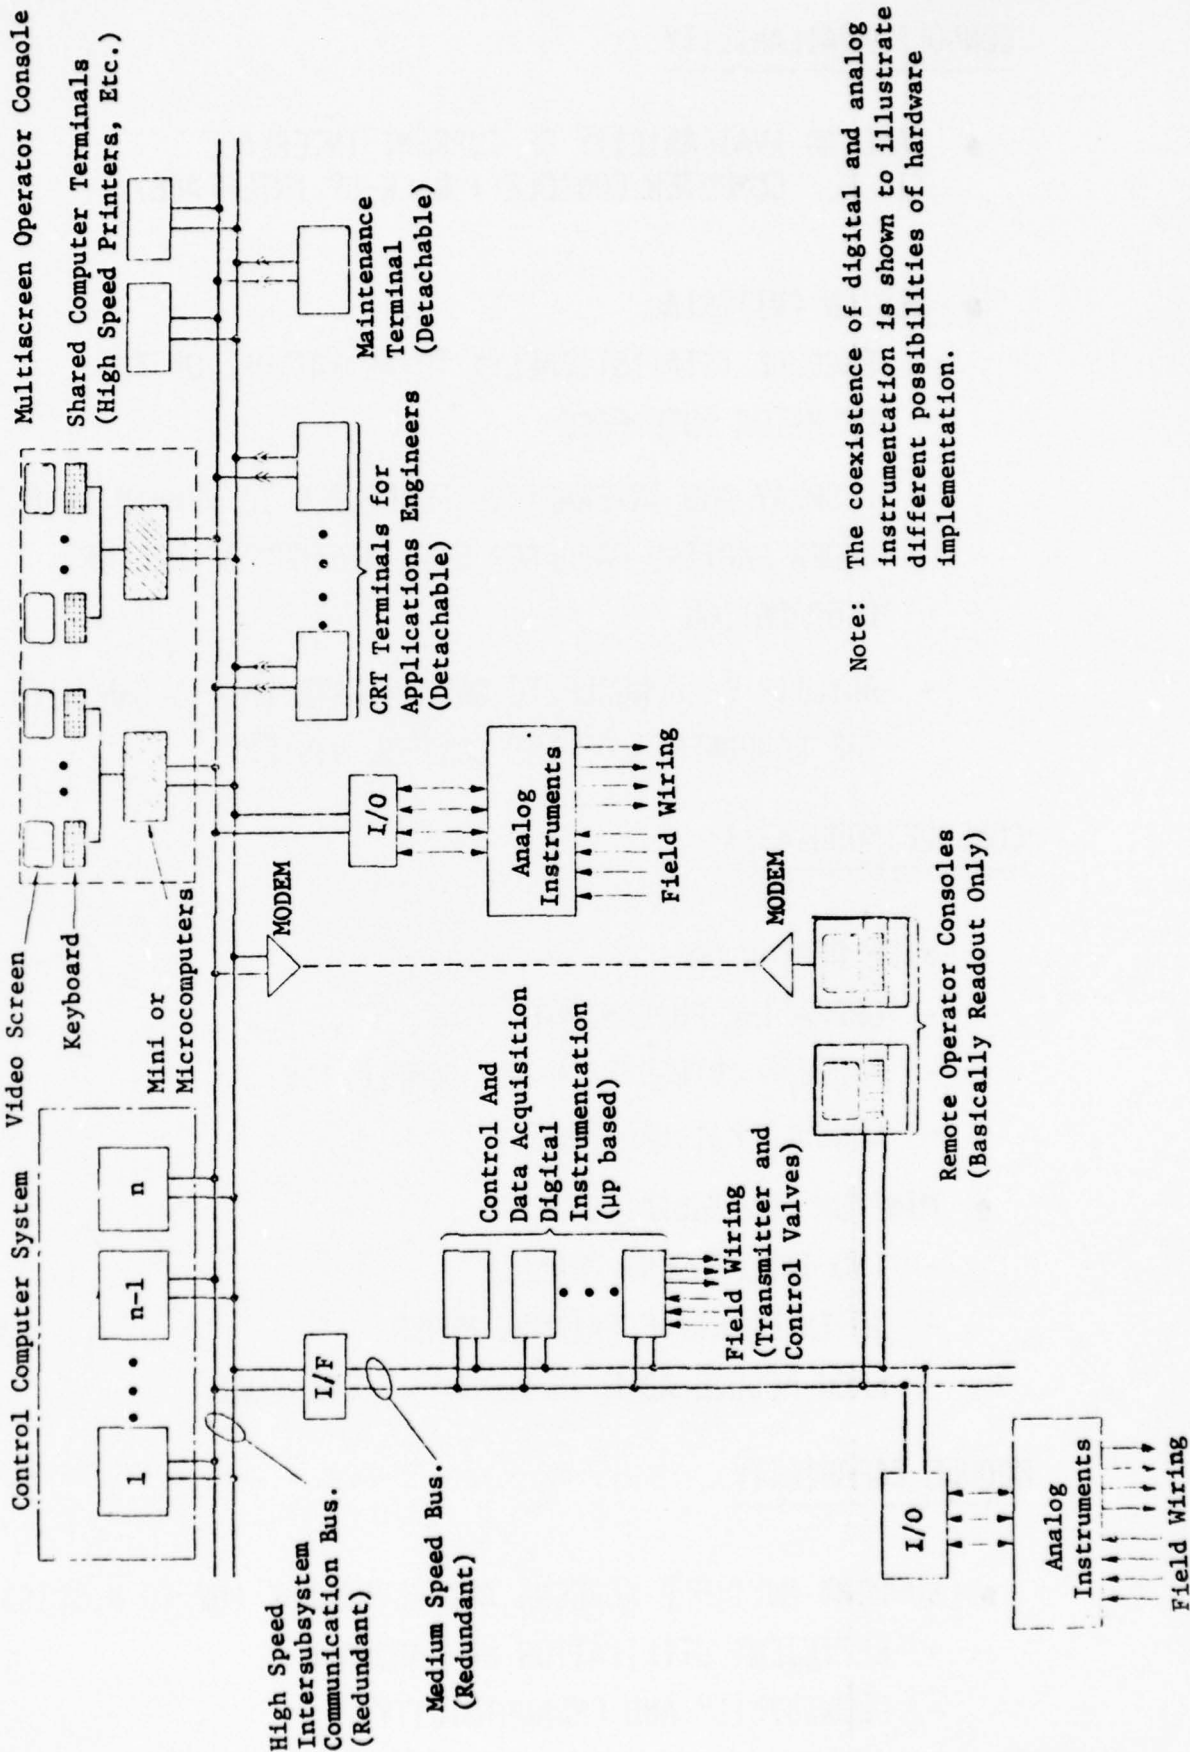 Control Computer System
Video Screen
Keyboard
Mini or
Microcomputers
Multiscreen Operator Console
Shared Computer Terminals
(High Speed Printers, Etc.)
1
n-1
n
High Speed
Intersubsystem
Communication Bus.
(Redundant)
I/F
Medium Speed Bus.
(Redundant)
MODEM
I/O
Analog
Instruments
Field Wiring
CRT Terminals for
Applications Engineers
(Detachable)
Maintenance
Terminal
(Detachable)
Control And
Data Acquisition
Digital
Instrumentation
(µp based)
Field Wiring
(Transmitter and
Control Valves)
MODEM
Remote Operator Consoles
(Basically Readout Only)
I/O
Analog
Instruments
Field Wiring
Note: The coexistence of digital and analog
instrumentation is shown to illustrate
different possibilities of hardware
implementation.